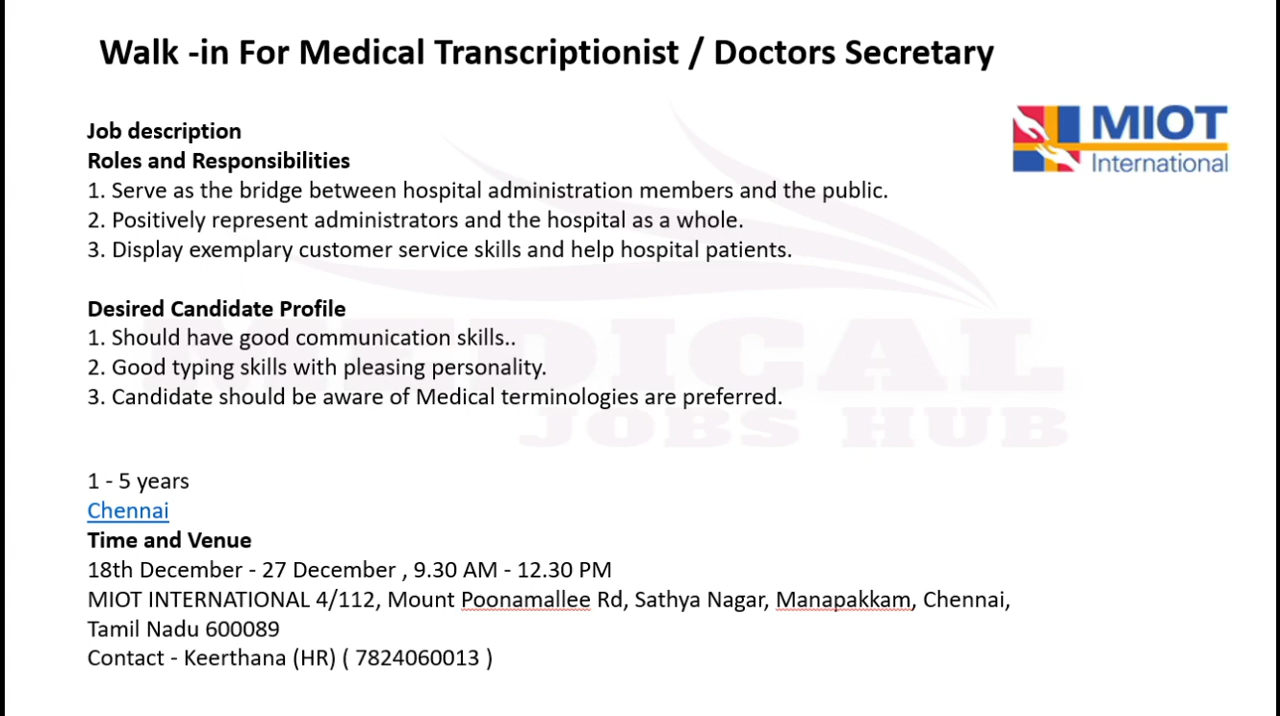 Walk -in For Medical Transcriptionist / Doctors Secretary
MIOT
International
Job description
Roles and Responsibilities
1. Serve as the bridge between hospital administration members and the public.
2. Positively represent administrators and the hospital as a whole.
3. Display exemplary customer service skills and help hospital patients.
Desired Candidate Profile
1. Should have good communication skills..
2. Good typing skills with pleasing personality.
3. Candidate should be aware of Medical terminologies are preferred.
MEDICAL
JOBS HUB
1 - 5 years
Chennai
Time and Venue
18th December - 27 December , 9.30 AM - 12.30 PM
MIOT INTERNATIONAL 4/112, Mount Poonamallee Rd, Sathya Nagar, Manapakkam, Chennai,
Tamil Nadu 600089
Contact - Keerthana (HR) ( 7824060013 )